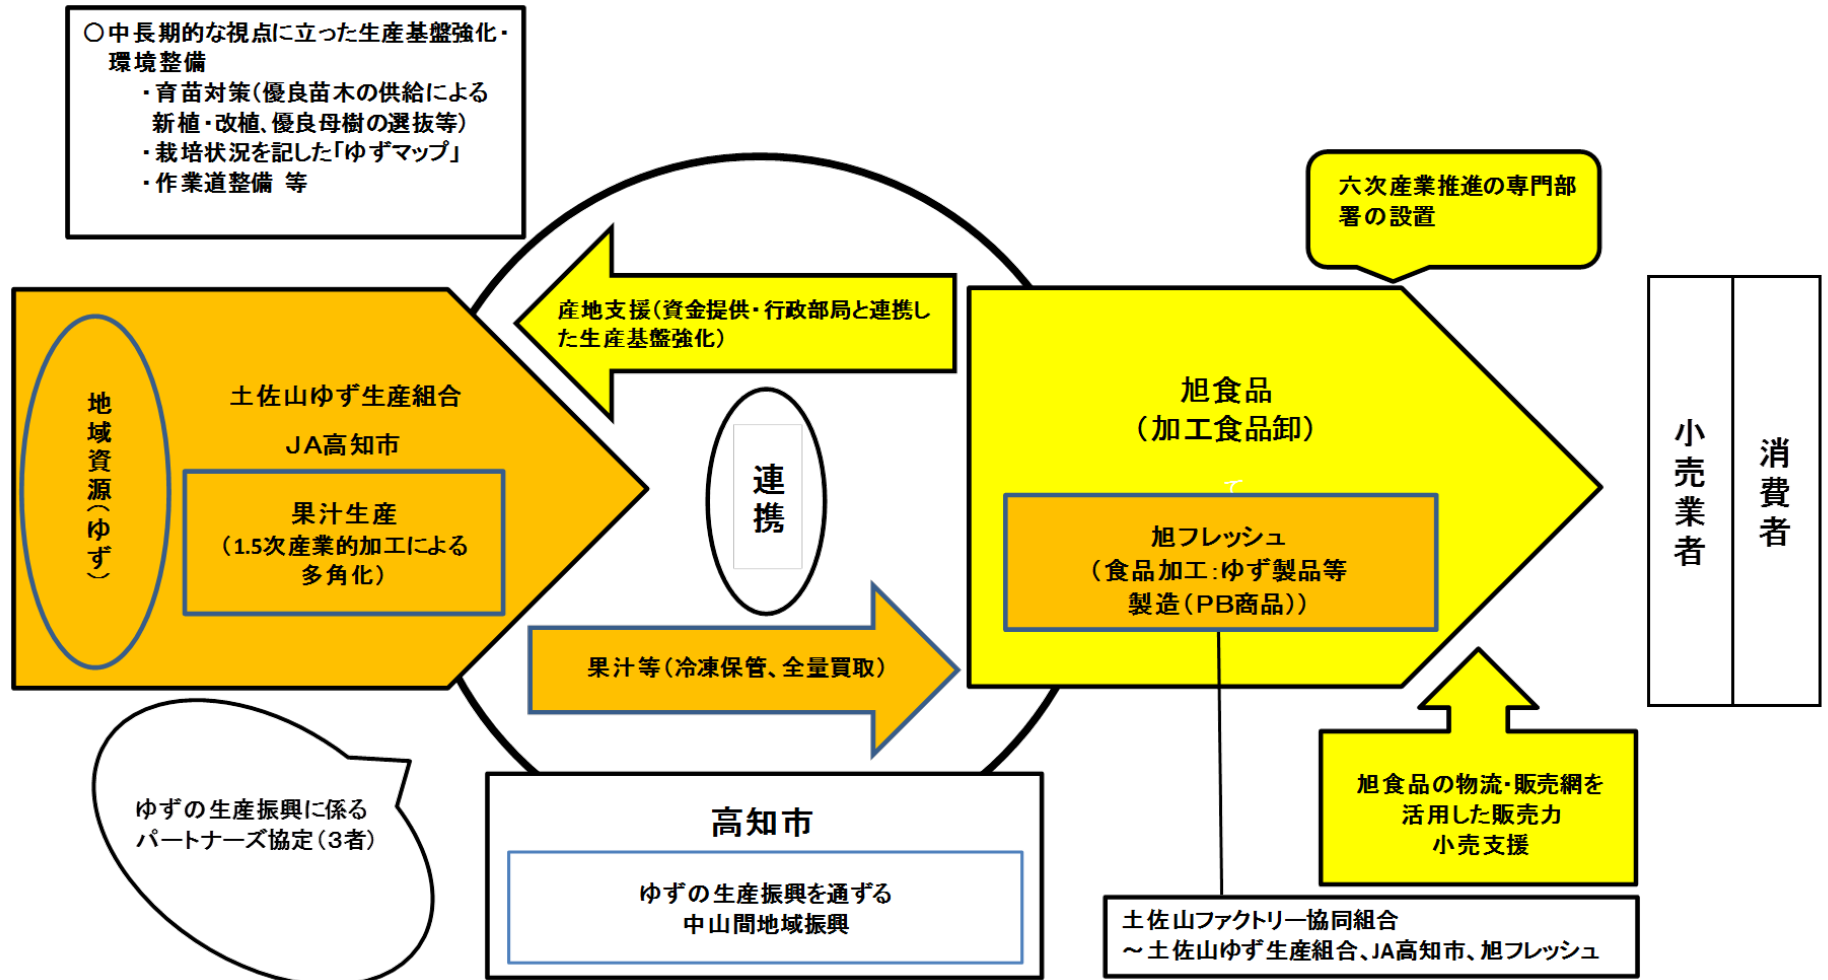 〇中長期的な視点に立った生産基盤強化・
環境整備
・育苗対策(優良苗木の供給による
新植・改植、優良母樹の選抜等)
・栽培状況を記した「ゆずマップ」
・作業道整備 等
六次産業推進の専門部
署の設置
産地支援(資金提供・行政部局と連携し
た生産基盤強化)
地域資源(ゆず)
土佐山ゆず生産組合
JA高知市
果汁生産
(1.5次産業的加工による
多角化)
連携
旭食品
(加工食品卸)
て
旭フレッシュ
(食品加工:ゆず製品等
製造(PB商品))
小売業者
消費者
果汁等(冷凍保管、全量買取)
ゆずの生産振興に係る
パートナーズ協定(3者)
高知市
ゆずの生産振興を通ずる
中山間地域振興
旭食品の物流・販売網を
活用した販売力
小売支援
土佐山ファクトリー協同組合
～土佐山ゆず生産組合、JA高知市、旭フレッシュ